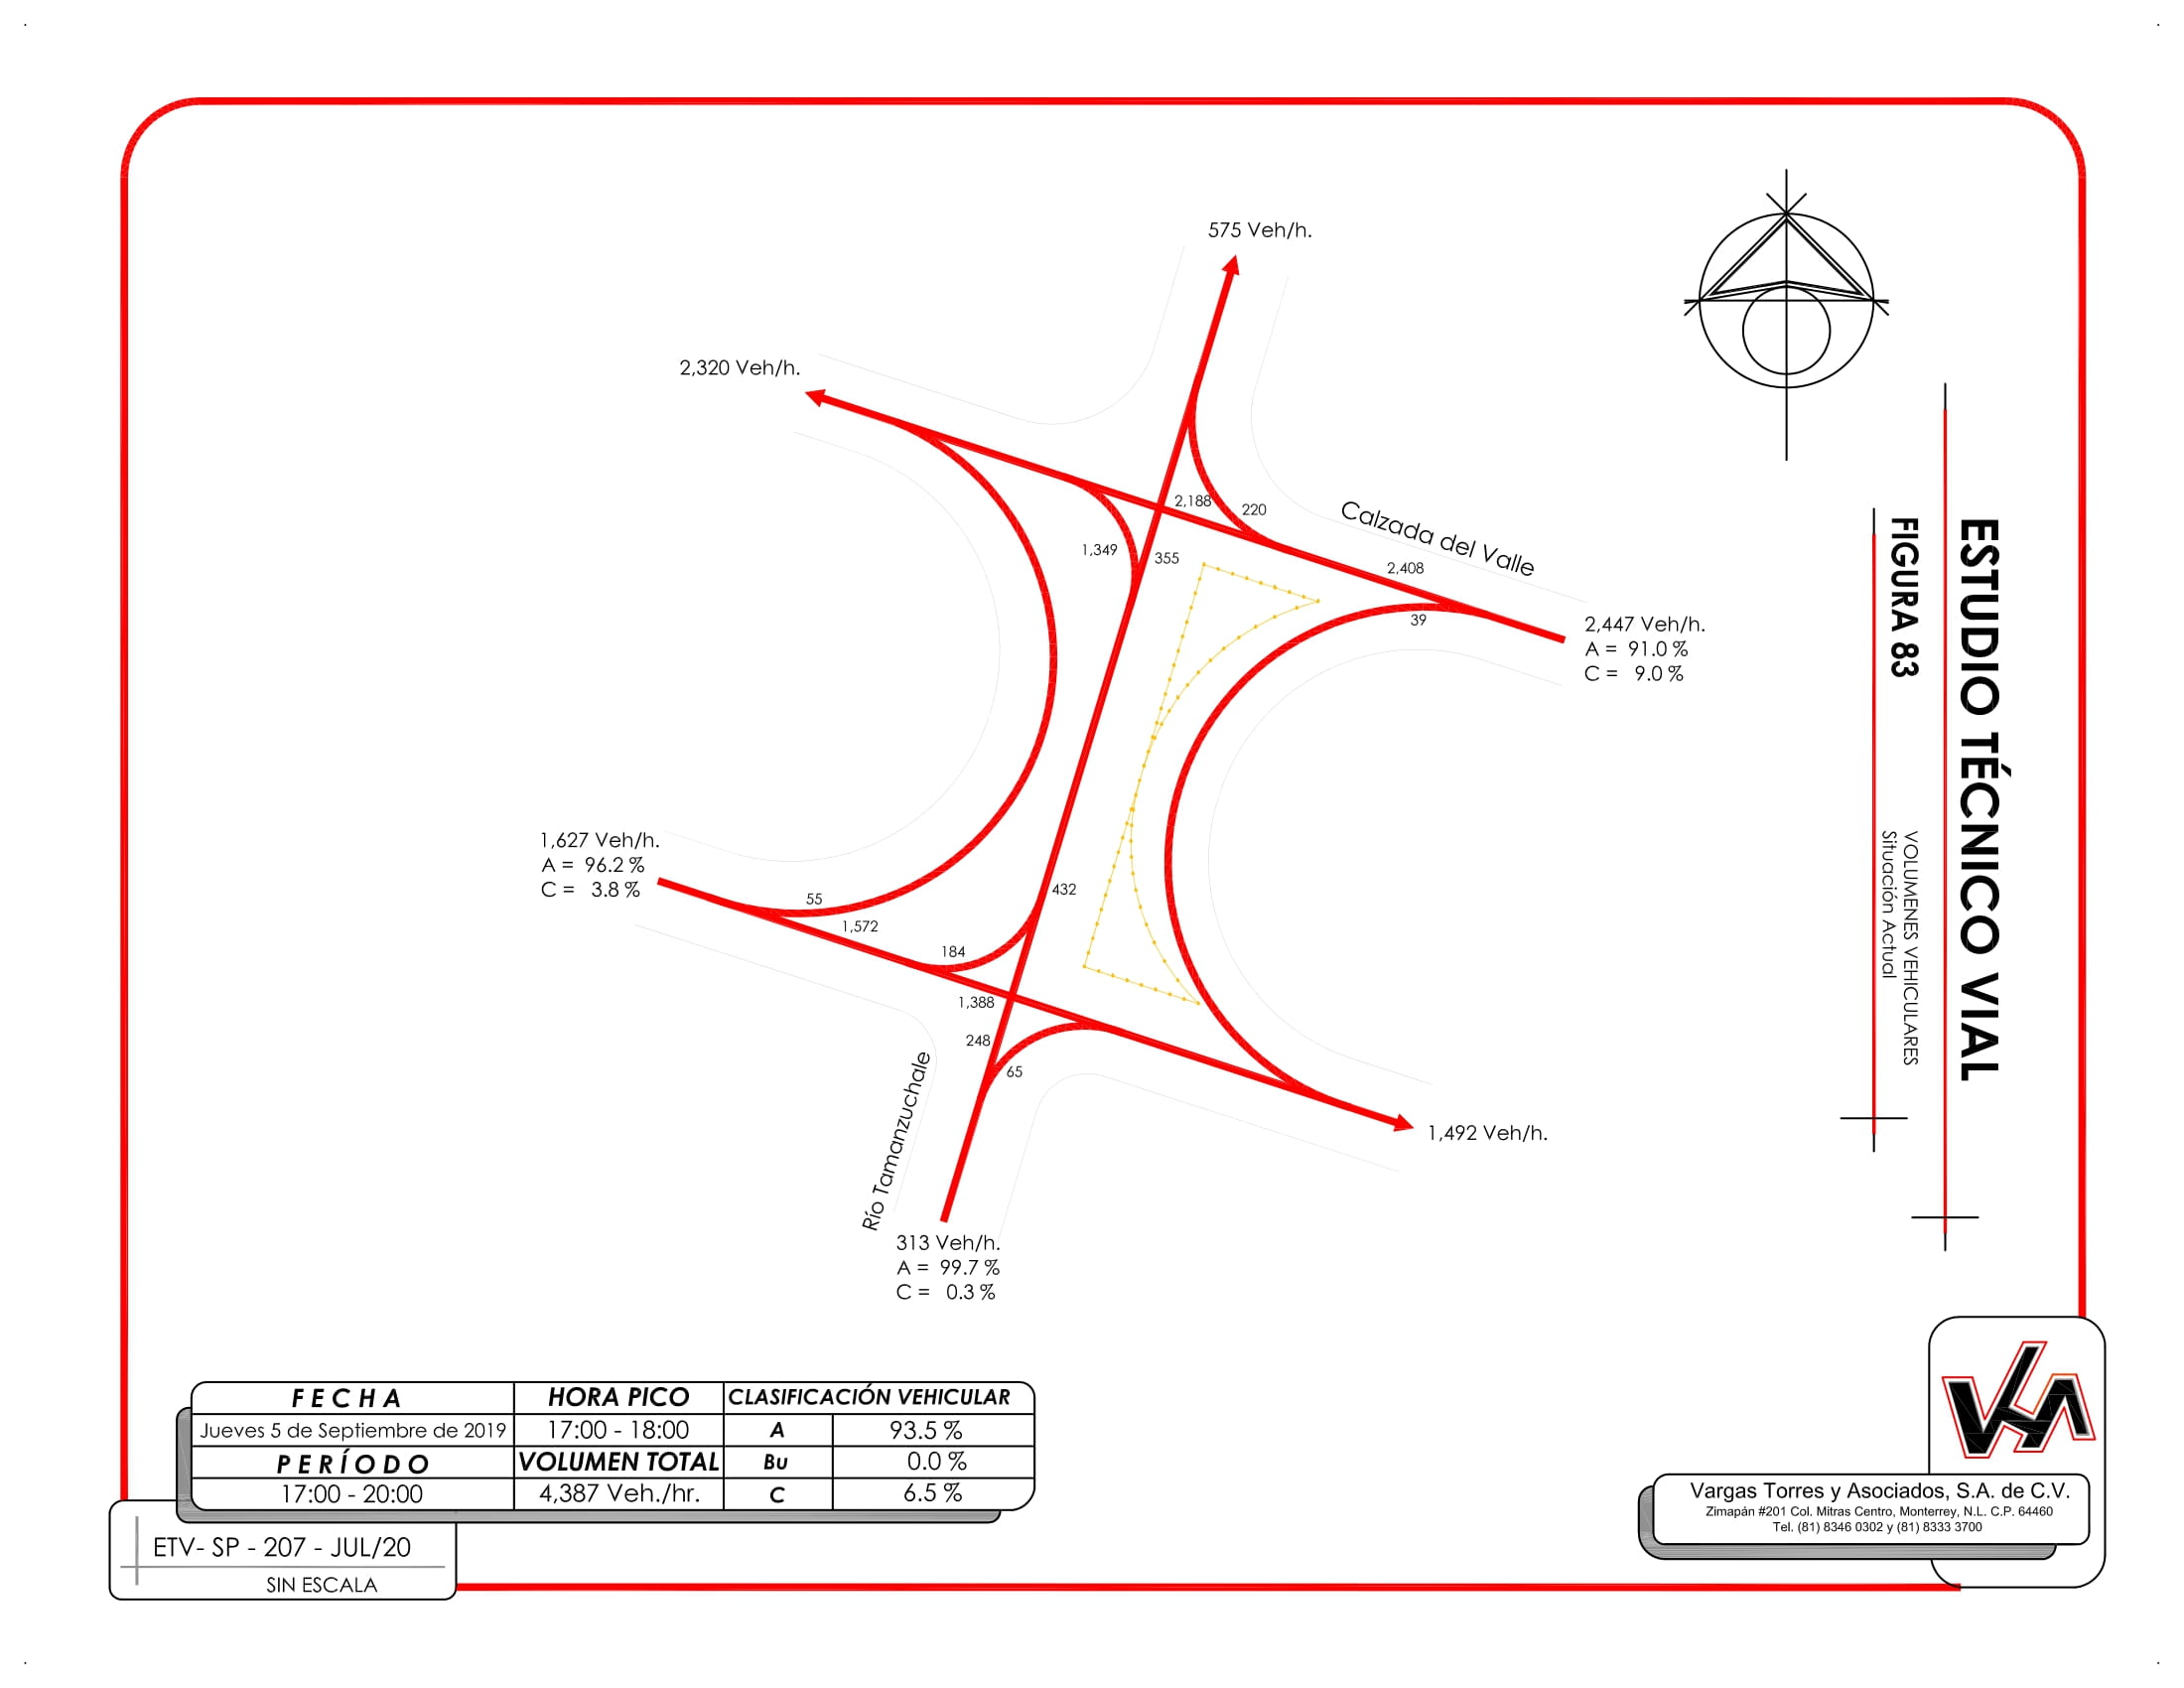 575 Veh/h.
2,320 Veh/h.
2,188
220
Calzada del Valle
1,349
355
2,408
39
2,447 Veh/h.
A = 91.0 %
C = 9.0 %
1,627 Veh/h.
A = 96.2 %
C = 3.8 %
55
1,572
432
184
1,388
248
65
Río Tamanzuchale
1,492 Veh/h.
313 Veh/h.
A = 99.7 %
C = 0.3 %
ESTUDIO TÉCNICO VIAL
FIGURA 83
VOLUMENES VEHICULARES
Situación Actual
FECHA
HORA PICO
CLASIFICACIÓN VEHICULAR
Jueves 5 de Septiembre de 2019
17:00 - 18:00
A
93.5 %
PERÍODO
VOLUMEN TOTAL
Bu
0.0 %
17:00 - 20:00
4,387 Veh./hr.
C
6.5 %
ETV- SP - 207 - JUL/20
SIN ESCALA
Vargas Torres y Asociados, S.A. de C.V.
Zimapán #201 Col. Mitras Centro, Monterrey, N.L. C.P. 64460
Tel. (81) 8346 0302 y (81) 8333 3700